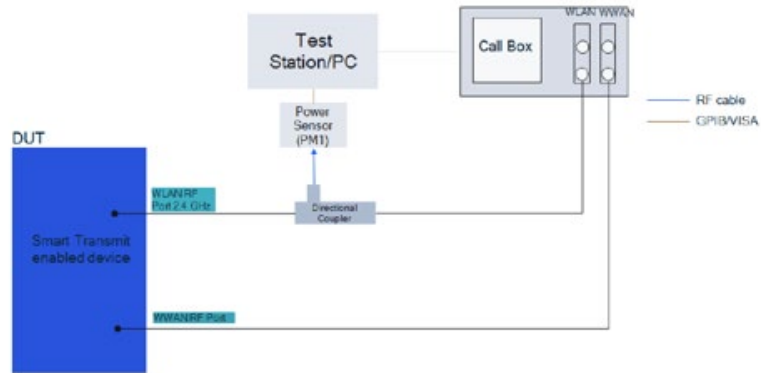 WLAN WWAN
Test
Station/PC
Call Box
Power
Sensor
(PM1)
RF cable
GPIB/VISA
DUT
WLAN RF
Port 2.4 GHz
Directional
Coupler
Smart Transmit
enabled device
WWAN RF Port